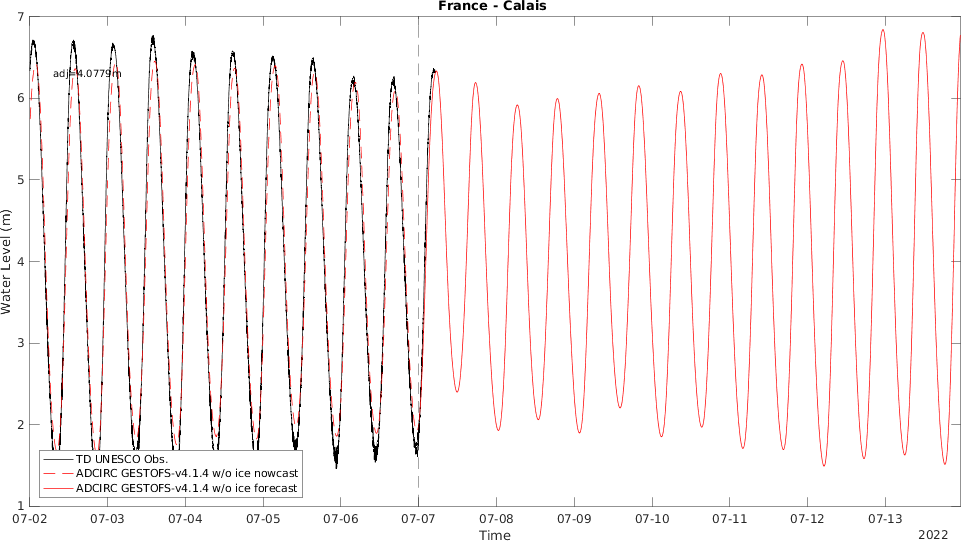 France - Calais
7
6
5
4
3
2
1
Water Level (m)
adj=4.0779m
TD UNESCO Obs.
ADCIRC GESTOFS-v4.1.4 w/o ice nowcast
ADCIRC GESTOFS-v4.1.4 w/o ice forecast
07-02 07-03 07-04 07-05 07-06 07-07 07-08 07-09 07-10 07-11 07-12 07-13
Time
2022